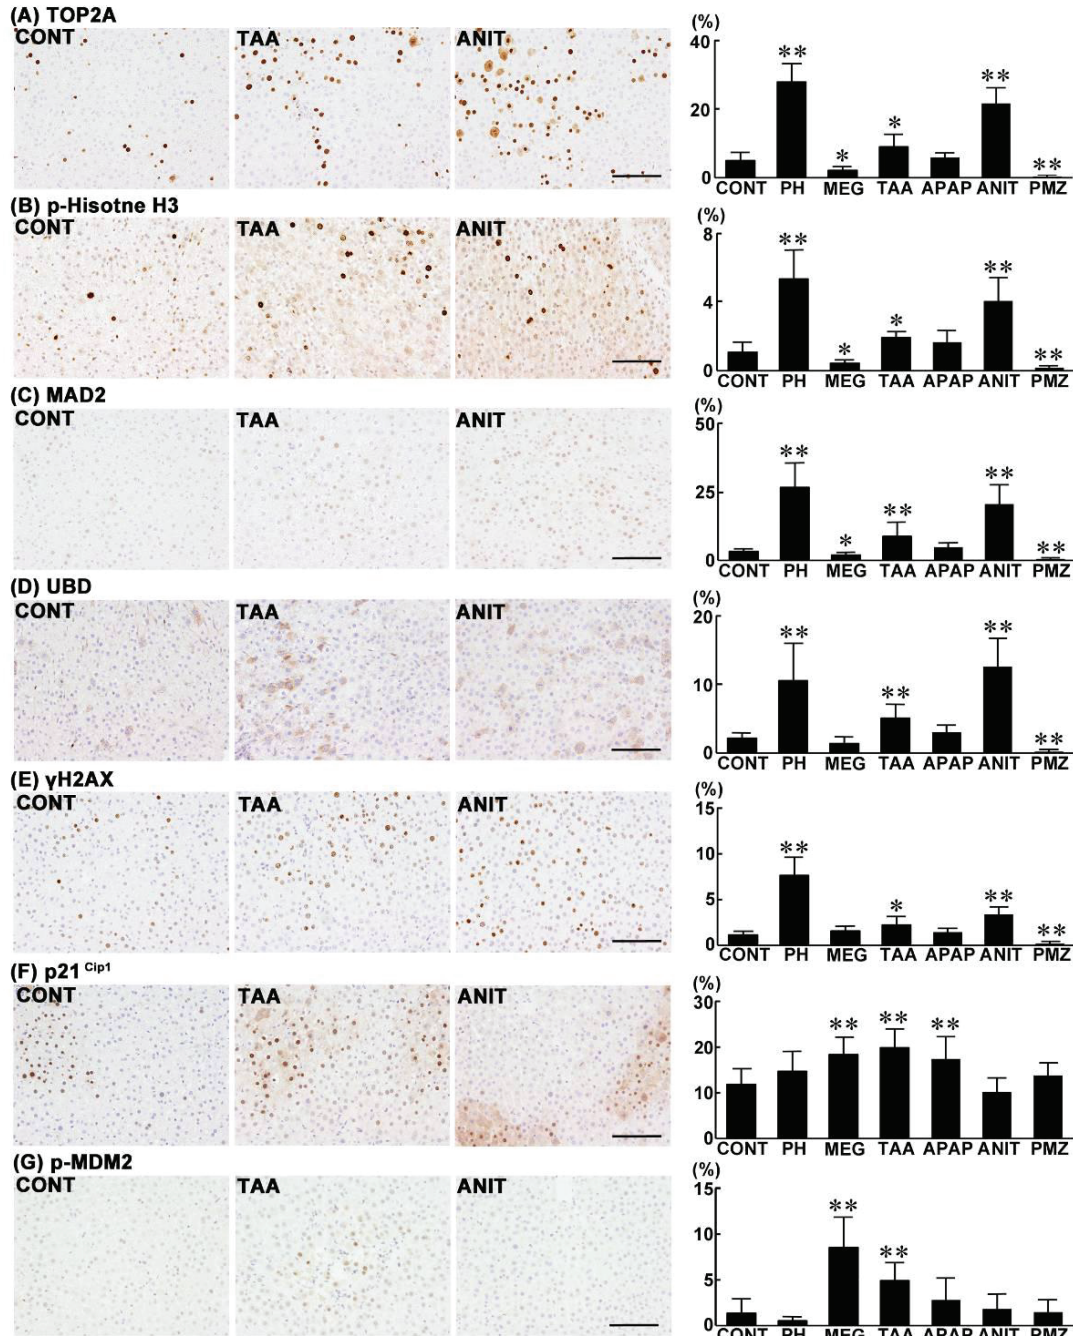 (A) TOP2A
CONT TAA ANIT
(%)
40
20
0
** * * ** **
CONT PH MEG TAA APAP ANIT PMZ
(B) p-Hisotne H3
CONT TAA ANIT
(%)
8
4
0
** * * ** **
CONT PH MEG TAA APAP ANIT PMZ
(C) MAD2
CONT TAA ANIT
(%)
50
25
0
** * ** ** **
CONT PH MEG TAA APAP ANIT PMZ
(D) UBD
CONT TAA ANIT
(%)
20
10
0
** ** ** **
CONT PH MEG TAA APAP ANIT PMZ
(E) γH2AX
CONT TAA ANIT
(%)
15
10
5
0
** * ** **
CONT PH MEG TAA APAP ANIT PMZ
(F) p21 Cip1
CONT TAA ANIT
(%)
30
20
10
0
** ** **
CONT PH MEG TAA APAP ANIT PMZ
(G) p-MDM2
CONT TAA ANIT
(%)
15
10
5
0
** **
CONT PH MEG TAA APAP ANIT PMZ